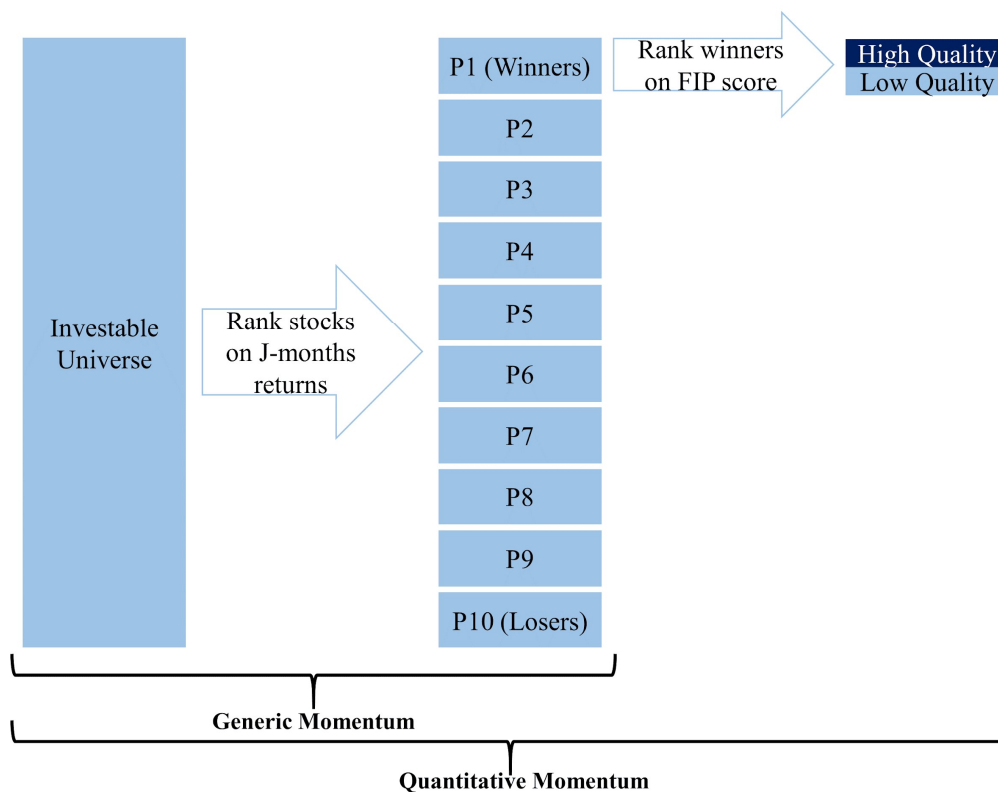 Investable
Universe
Rank stocks
on J-months
returns
P1 (Winners)
P2
P3
P4
P5
P6
P7
P8
P9
P10 (Losers)
Rank winners
on FIP score
High Quality
Low Quality
Generic Momentum
Quantitative Momentum